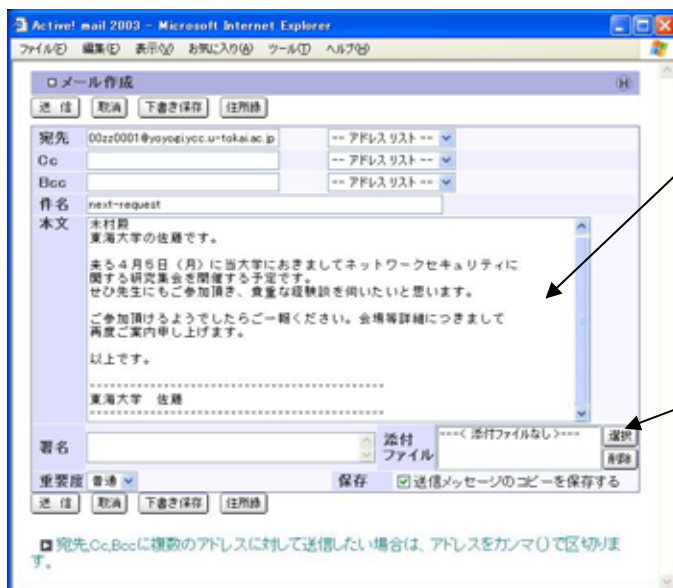 Active! mail 2003 - Microsoft Internet Explorer
ファイル(F) 編集(E) 表示(V) お気に入り(A) ツール(T) ヘルプ(H)
メール作成 H
送 信 取消 下書き保存 住所録
宛先 00zz0001@yoyogi.ycc.u-tokai.ac.jp -- アドレスリスト --
Cc -- アドレスリスト --
Bcc -- アドレスリスト --
件名 next-request
本文 木村殿
東海大学の佐藤です。
来る4月5日（月）に当大学におきましてネットワークセキュリティに
関する研究集会を開催する予定です。
ぜひ先生にもご参加頂き、貴重な経験談を伺いたいと思います。
ご参加頂けるようでしたらご一報ください。会場等詳細につきまして
再度ご案内申し上げます。
以上です。
----------------------------------------
東海大学 佐藤
----------------------------------------
署名 添付ファイル ---< 添付ファイルなし >--- 選択
削除
重要度 普通 保存 送信メッセージのコピーを保存する
送 信 取消 下書き保存 住所録
宛先,Cc,Bccに複数のアドレスに対して送信したい場合は、アドレスをカンマ(,)で区切りま
す。